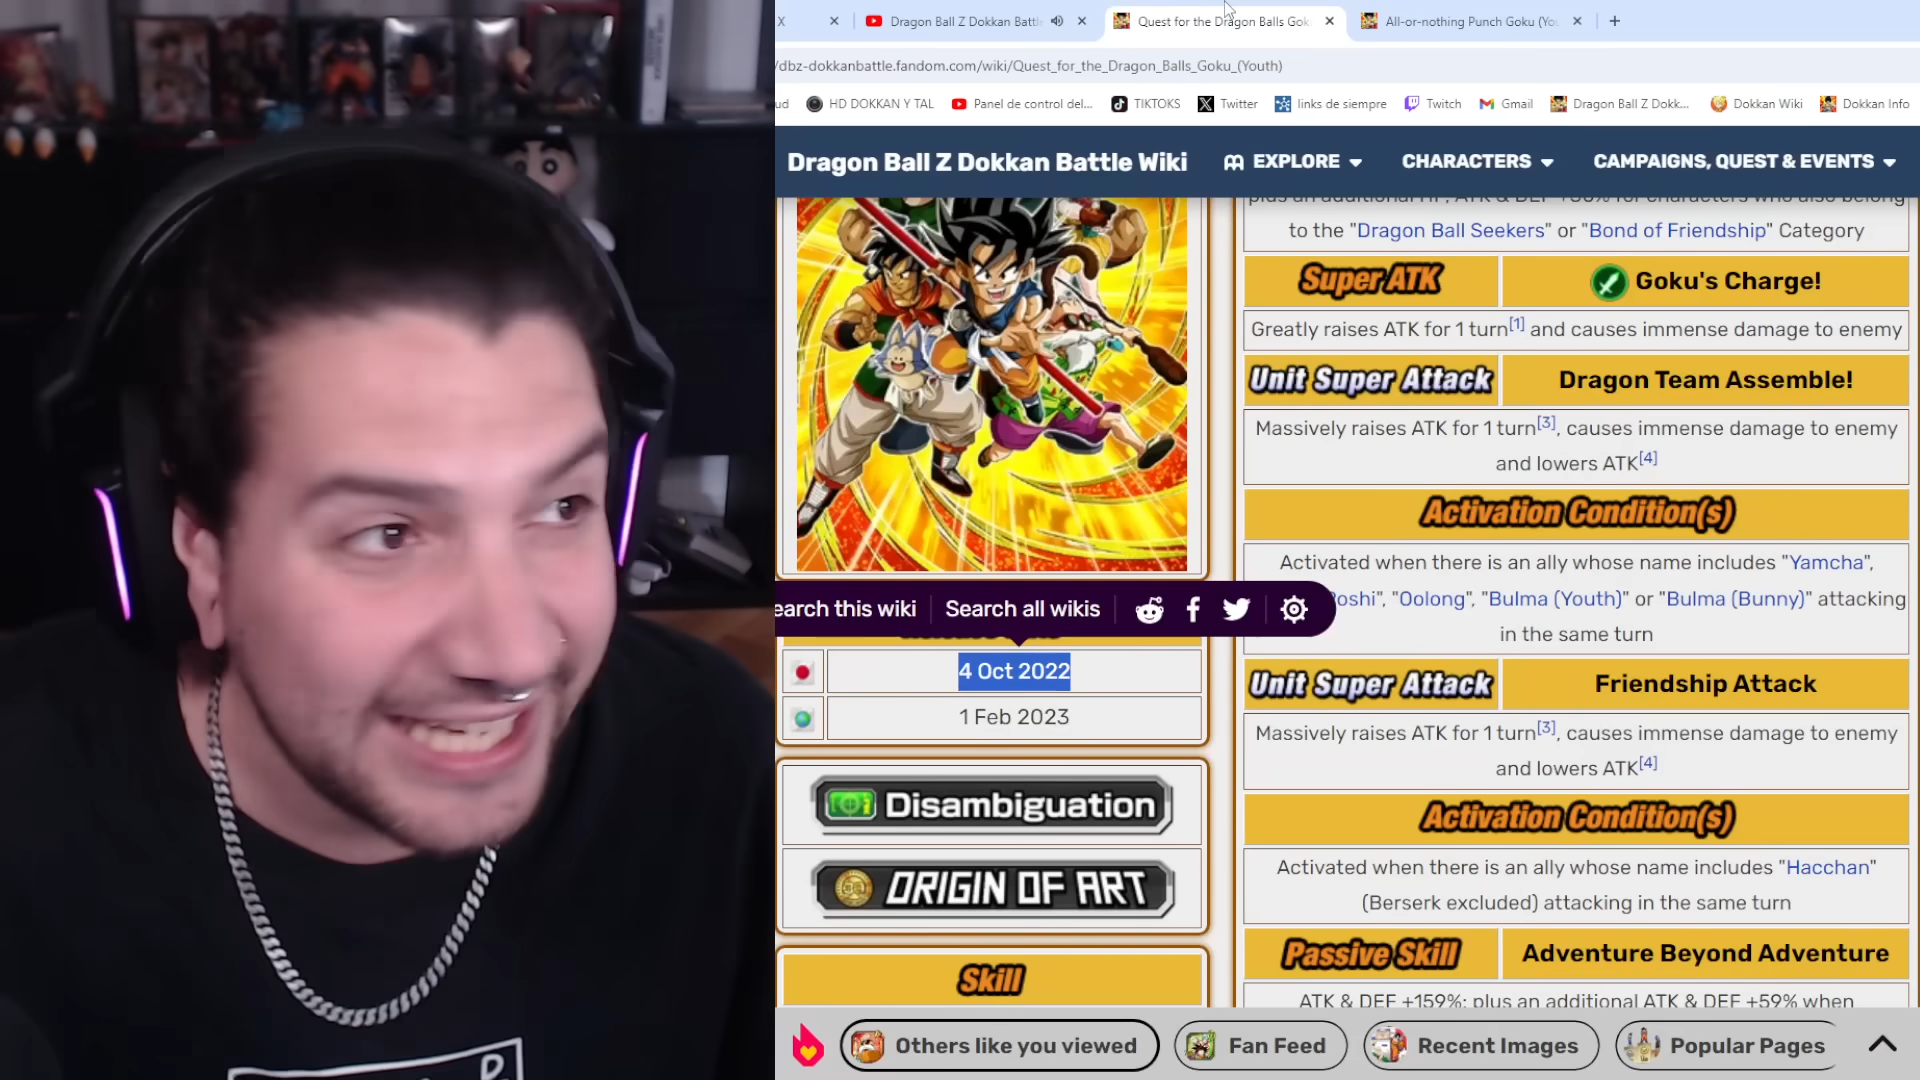 X
Dragon Ball Z Dokkan Battl
Quest for the Dragon Balls Gok
All-or-nothing Punch Goku (You
/dbz-dokkanbattle.fandom.com/wiki/Quest_for_the_Dragon_Balls_Goku_(Youth)
ud
HD DOKKAN Y TAL
Panel de control del...
TIKTOKS
Twitter
links de siempre
Twitch
Gmail
Dragon Ball Z Dokk...
Dokkan Wiki
Dokkan Info
Dragon Ball Z Dokkan Battle Wiki
EXPLORE
CHARACTERS
CAMPAIGNS, QUEST & EVENTS
to the "Dragon Ball Seekers" or "Bond of Friendship" Category
Super ATK
Goku's Charge!
Greatly raises ATK for 1 turn[1] and causes immense damage to enemy
Unit Super Attack
Dragon Team Assemble!
Massively raises ATK for 1 turn[3], causes immense damage to enemy
and lowers ATK[4]
Activation Condition(s)
Activated when there is an ally whose name includes "Yamcha",
oshi", "Oolong", "Bulma (Youth)" or "Bulma (Bunny)" attacking
in the same turn
Unit Super Attack
Friendship Attack
Massively raises ATK for 1 turn[3], causes immense damage to enemy
and lowers ATK[4]
Activation Condition(s)
Activated when there is an ally whose name includes "Hacchan"
(Berserk excluded) attacking in the same turn
Passive Skill
Adventure Beyond Adventure
ATK & DEF +159%; plus an additional ATK & DEF +59% when
earch this wiki
Search all wikis
4 Oct 2022
1 Feb 2023
Disambiguation
ORIGIN OF ART
Skill
Others like you viewed
Fan Feed
Recent Images
Popular Pages